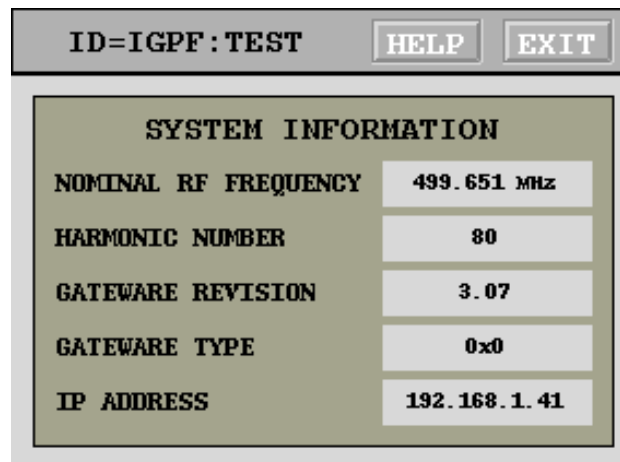 ID=IGPF:TEST HELP EXIT
SYSTEM INFORMATION
NOMINAL RF FREQUENCY 499.651 MHz
HARMONIC NUMBER 80
GATEWARE REVISION 3.07
GATEWARE TYPE 0x0
IP ADDRESS 192.168.1.41